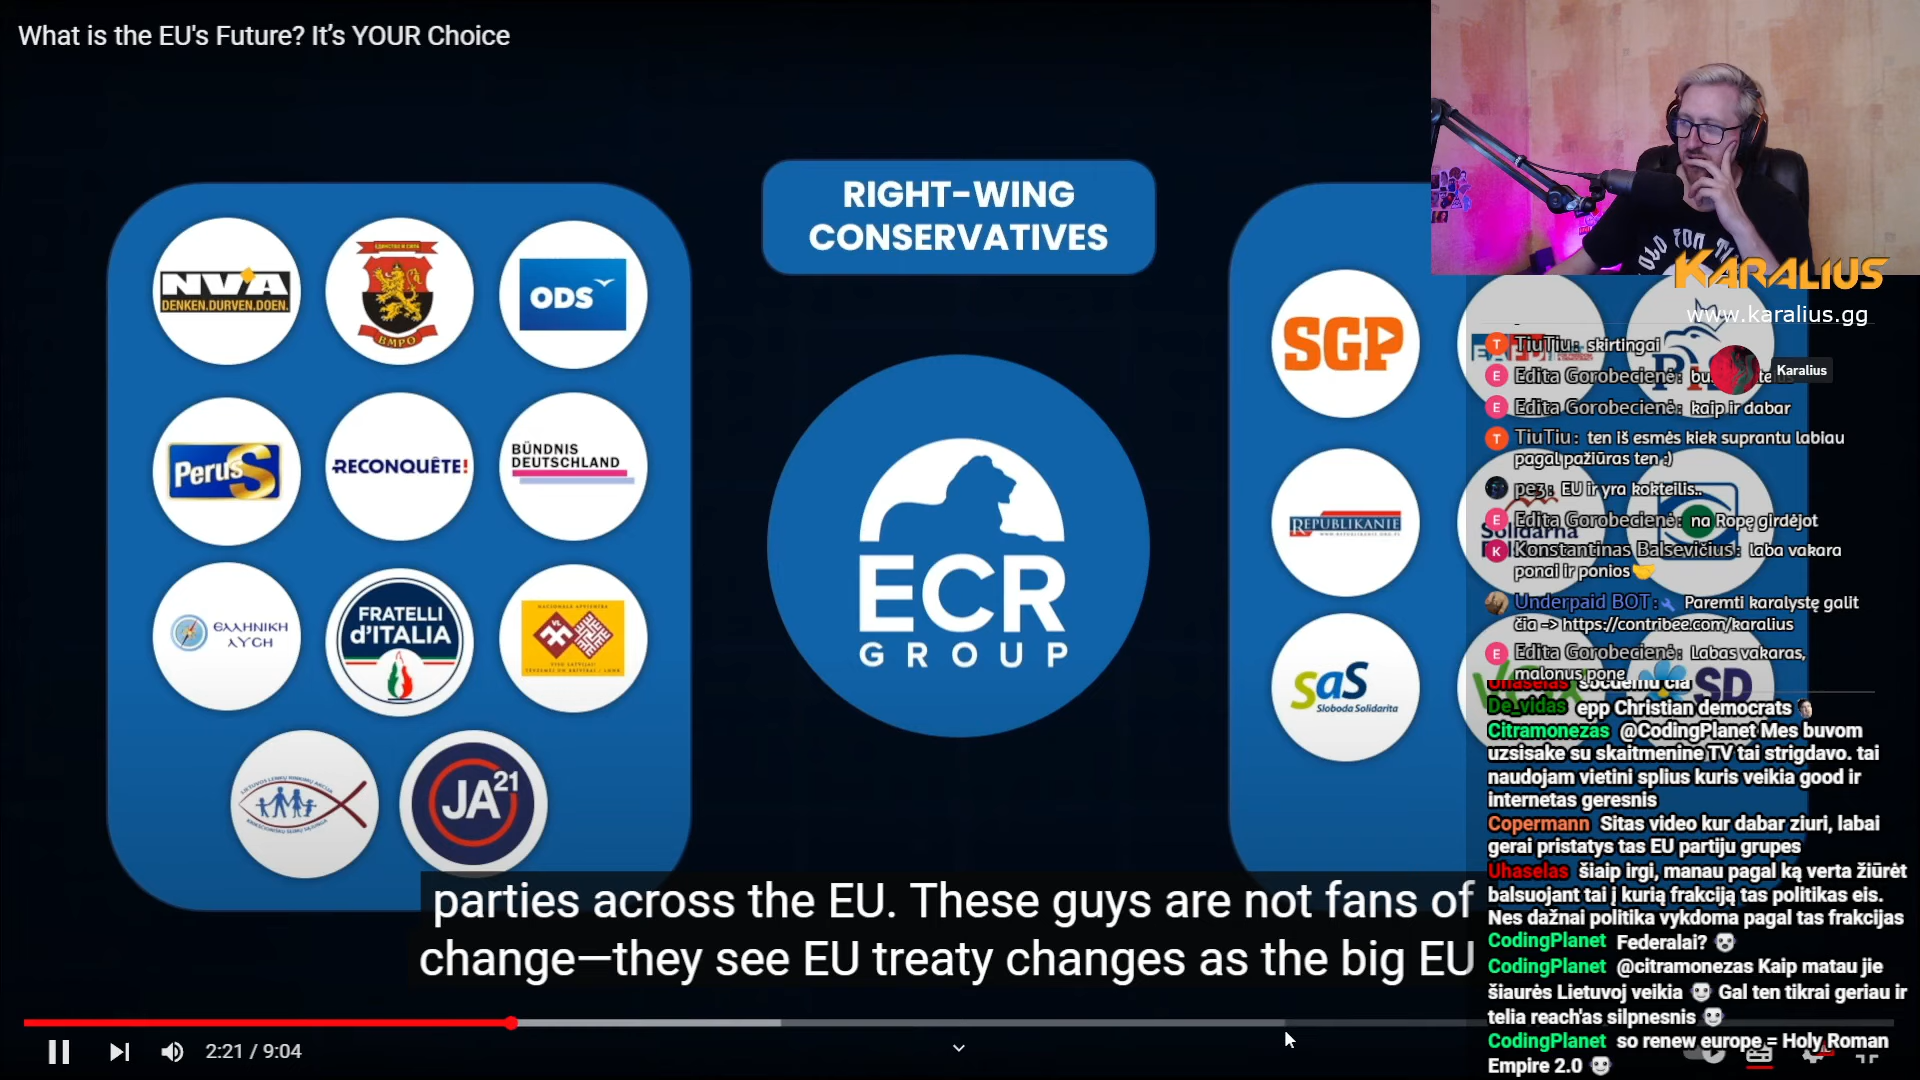 What is the EU's Future? It's YOUR Choice
RIGHT-WING
CONSERVATIVES
N-VA
DENKEN.DURVEN.DOEN.
ВМРО
ODS
PerusS
RECONQUÊTE!
BÜNDNIS
DEUTSCHLAND
ΕΛΛΗΝΙΚΗ
ΛΥΣΗ
FRATELLI
d'ITALIA
JA21
ECR
GROUP
SGP
REPUBLIKANIE
SaS
Sloboda Solidarita
SD
parties across the EU. These guys are not fans of
change—they see EU treaty changes as the big EU
2:21 / 9:04
FOR
KARALIUS
www.karalius.gg
Karalius
TiuTiu: skirtingai
Edita Gorobecienė:
Edita Gorobecienė: kaip ir dabar
TiuTiu: ten iš esmės kiek suprantu labiau
pagal pažiūras ten :)
pez: EU ir yra kokteilis..
Edita Gorobecienė: na Ropę girdėjot
Konstantinas Balsevičius: laba vakara
ponai ir ponios
Underpaid BOT: Paremti karalystę galit
čia -> https://contribee.com/karalius
Edita Gorobecienė: Labas vakaras,
malonus pone
Uhaselas socdemu cia
De_vidas epp Christian democrats
Citramonezas @CodingPlanet Mes buvom
uzsisake su skaitmenine TV tai strigdavo. tai
naudojam vietini splius kuris veikia good ir
internetas geresnis
Copermann Sitas video kur dabar ziuri, labai
gerai pristatys tas EU partiju grupes
Uhaselas šiaip irgi, manau pagal ką verta žiūrėt
balsuojant tai į kurią frakciją tas politikas eis.
Nes dažnai politika vykdoma pagal tas frakcijas
CodingPlanet Federalai?
CodingPlanet @citramonezas Kaip matau jie
šiaurės Lietuvoj veikia Gal ten tikrai geriau ir
telia reach'as silpnesnis
CodingPlanet so renew europe = Holy Roman
Empire 2.0